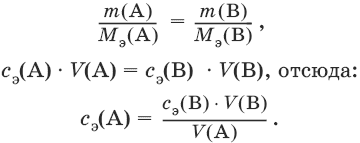 m(A)/Mэ(A) = m(B)/Mэ(B),
cэ(A) · V(A) = cэ(B) · V(B), отсюда:
cэ(A) = cэ(B) · V(B)/V(A).